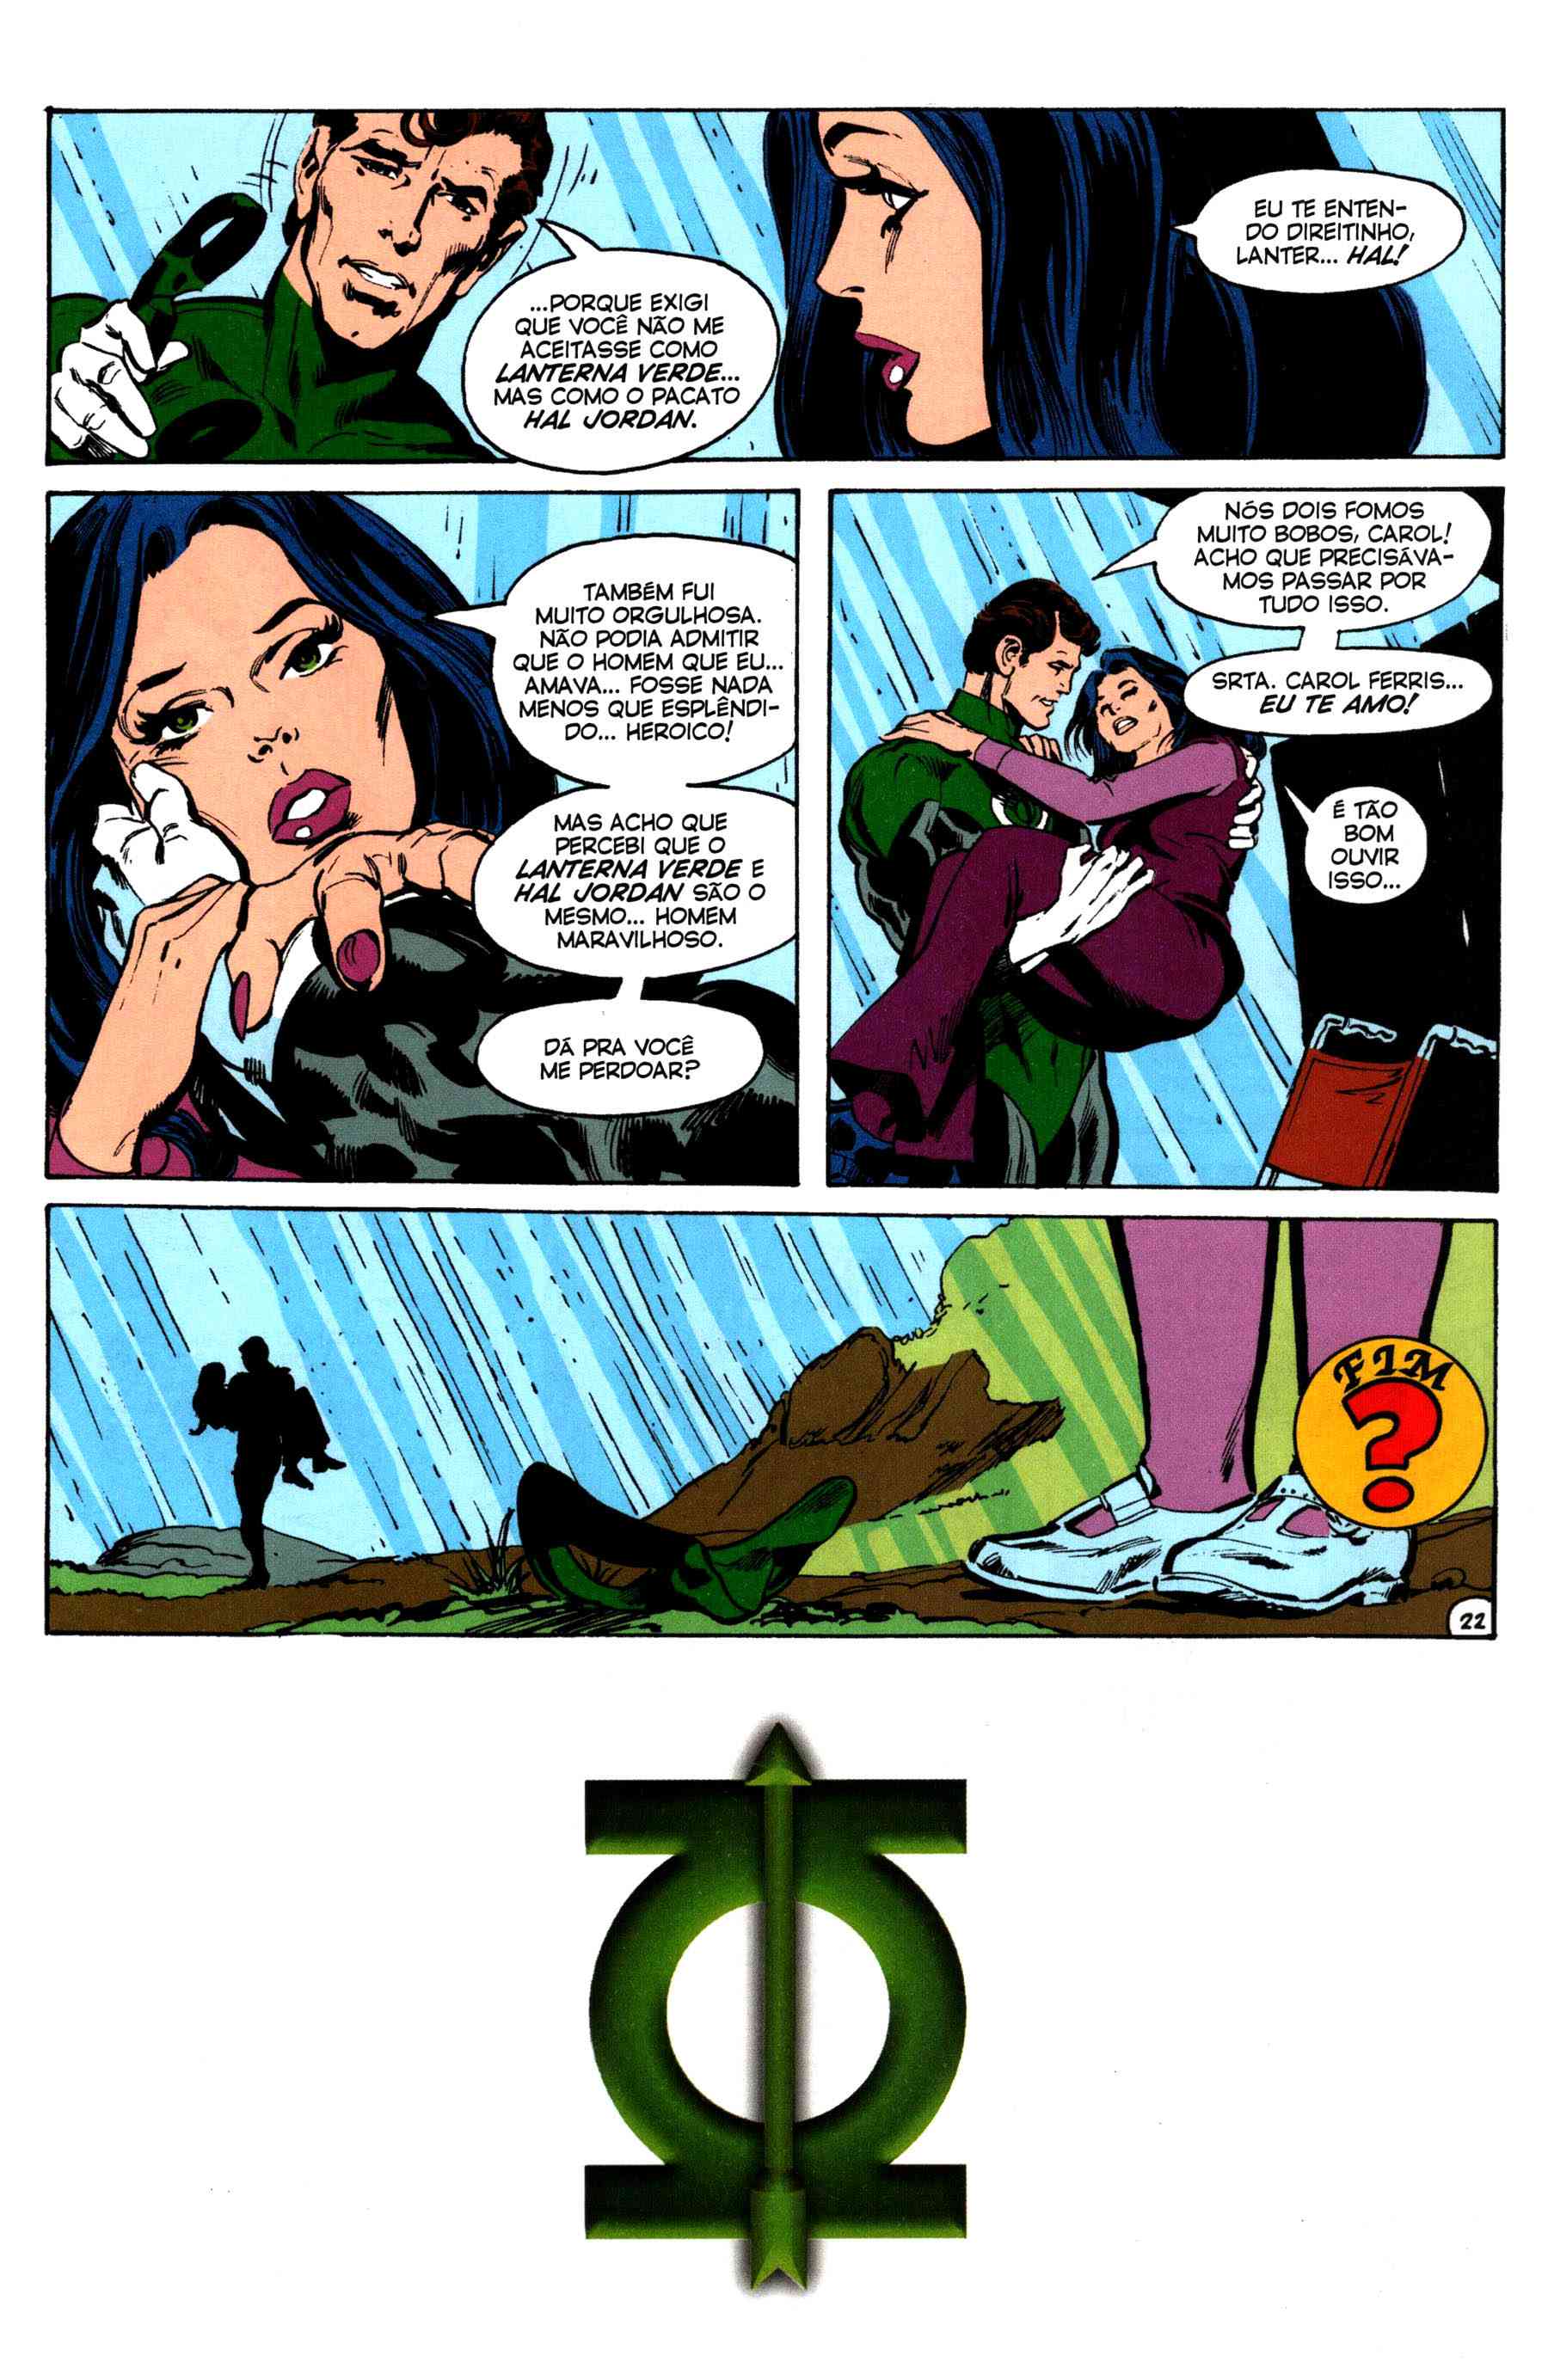 ...PORQUE EXIGI
QUE VOCÊ NÃO ME
ACEITASSE COMO
LANTERNA VERDE...
MAS COMO O PACATO
HAL JORDAN.
EU TE ENTEN-
DO DIREITINHO,
LANTER... HAL!
TAMBÉM FUI
MUITO ORGULHOSA.
NÃO PODIA ADMITIR
QUE O HOMEM QUE EU...
AMAVA... FOSSE NADA
MENOS QUE ESPLÊNDI-
DO... HEROICO!
MAS ACHO QUE
PERCEBI QUE O
LANTERNA VERDE E
HAL JORDAN SÃO O
MESMO... HOMEM
MARAVILHOSO.
DÁ PRA VOCÊ
ME PERDOAR?
NÓS DOIS FOMOS
MUITO BOBOS, CAROL!
ACHO QUE PRECISÁVA-
MOS PASSAR POR
TUDO ISSO.
SRTA. CAROL FERRIS...
EU TE AMO!
É TÃO
BOM
OUVIR
ISSO...
FIM
?
22